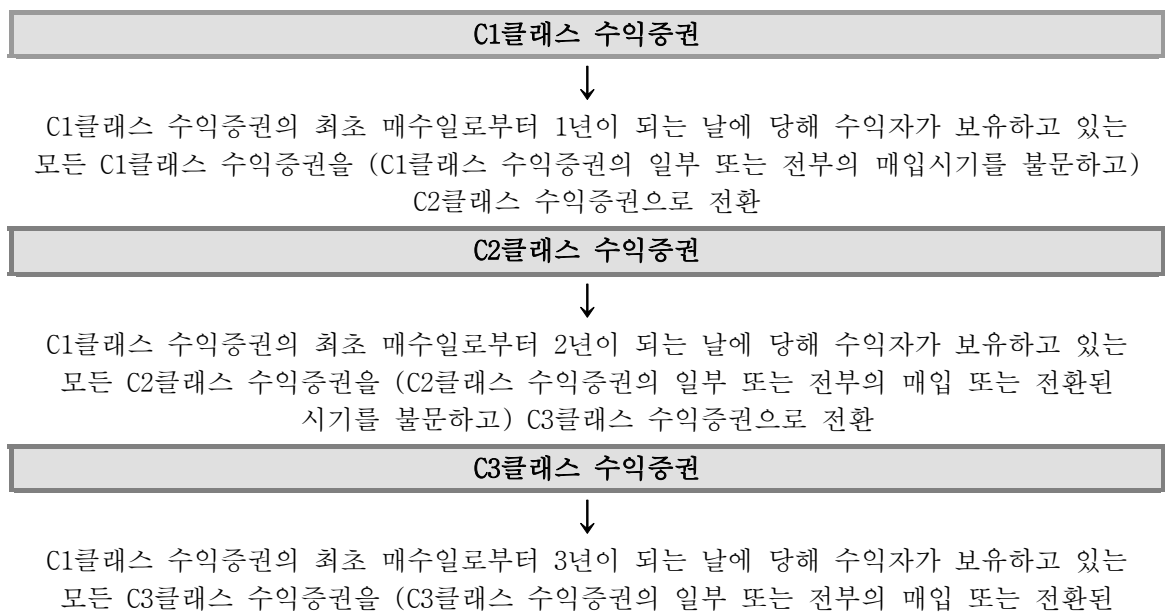 C1클래스 수익증권
↓
C1클래스 수익증권의 최초 매수일로부터 1년이 되는 날에 당해 수익자가 보유하고 있는
모든 C1클래스 수익증권을 (C1클래스 수익증권의 일부 또는 전부의 매입시기를 불문하고)
C2클래스 수익증권으로 전환
C2클래스 수익증권
↓
C1클래스 수익증권의 최초 매수일로부터 2년이 되는 날에 당해 수익자가 보유하고 있는
모든 C2클래스 수익증권을 (C2클래스 수익증권의 일부 또는 전부의 매입 또는 전환된
시기를 불문하고) C3클래스 수익증권으로 전환
C3클래스 수익증권
↓
C1클래스 수익증권의 최초 매수일로부터 3년이 되는 날에 당해 수익자가 보유하고 있는
모든 C3클래스 수익증권을 (C3클래스 수익증권의 일부 또는 전부의 매입 또는 전환된